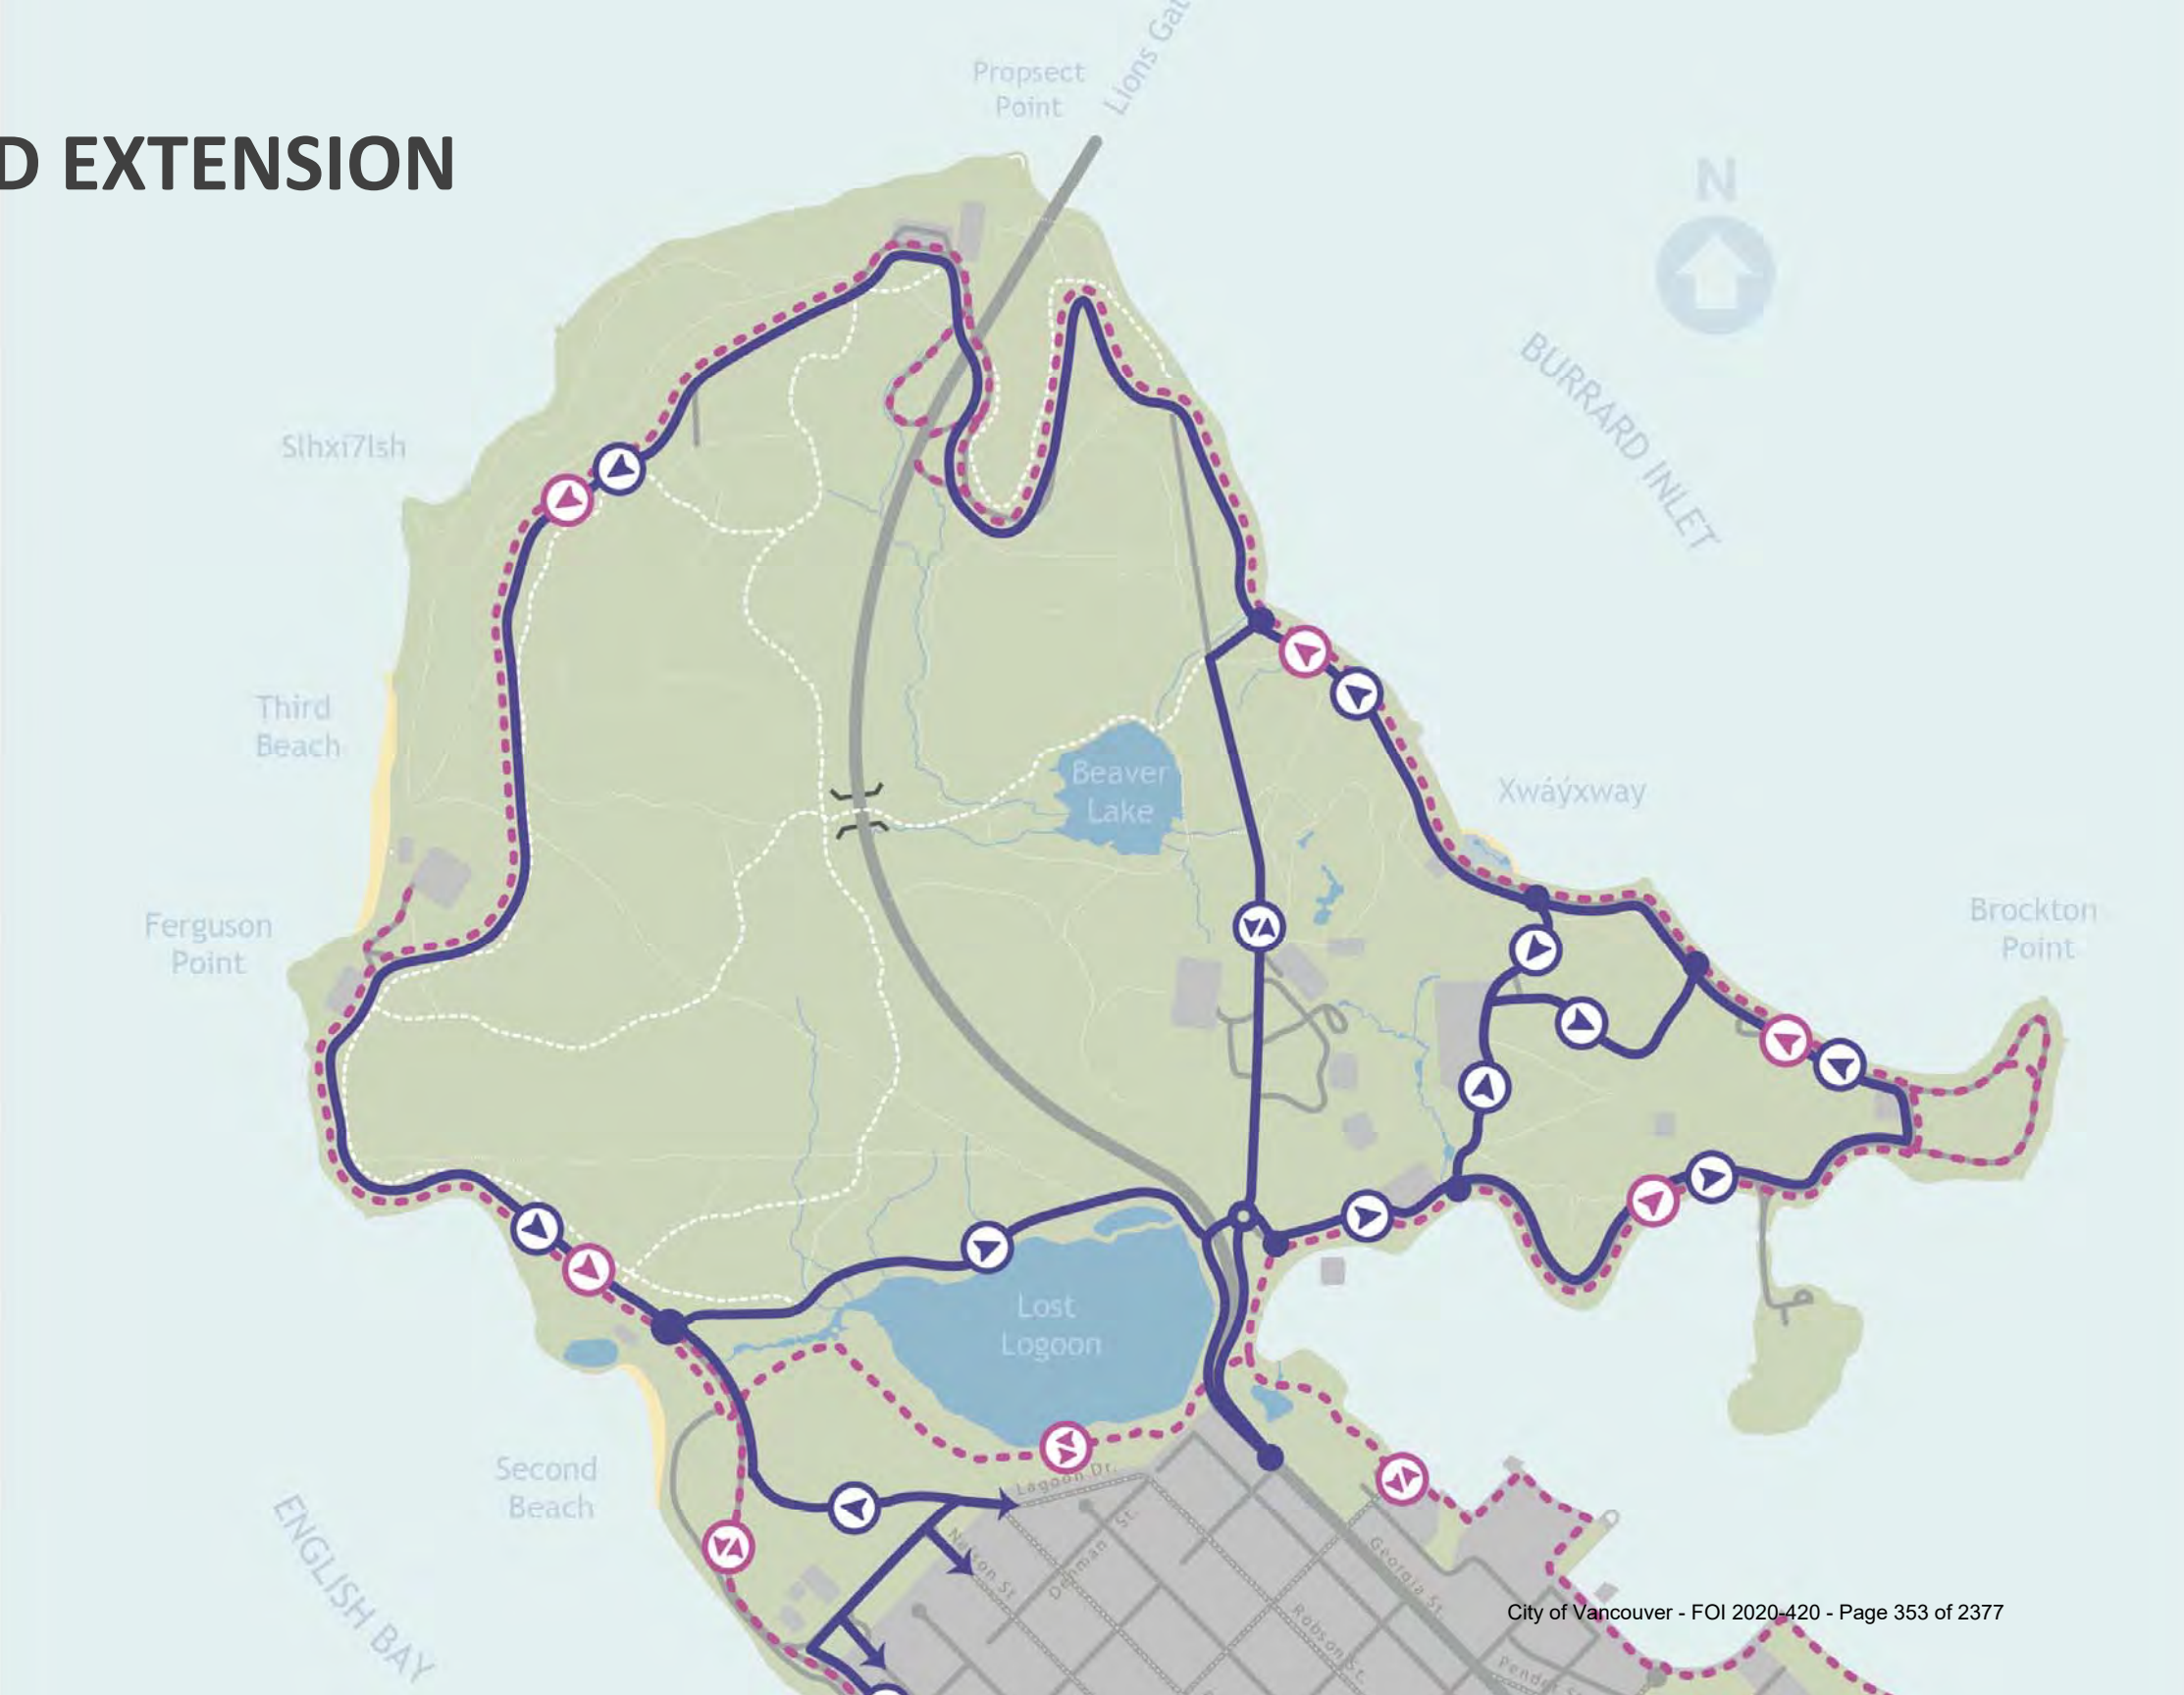 Propsect
Point
Lions Gat
D EXTENSION
N
BURRARD INLET
Slhxi7lsh
Third
Beach
Beaver
Lake
Xwáýxway
Ferguson
Point
Brockton
Point
Lost
Logoon
Second
Beach
ENGLISH BAY
Lagoon Dr.
Nelson St.
Denman St.
Georgia St.
Robson St.
Pender S
City of Vancouver - FOI 2020-420 - Page 353 of 2377